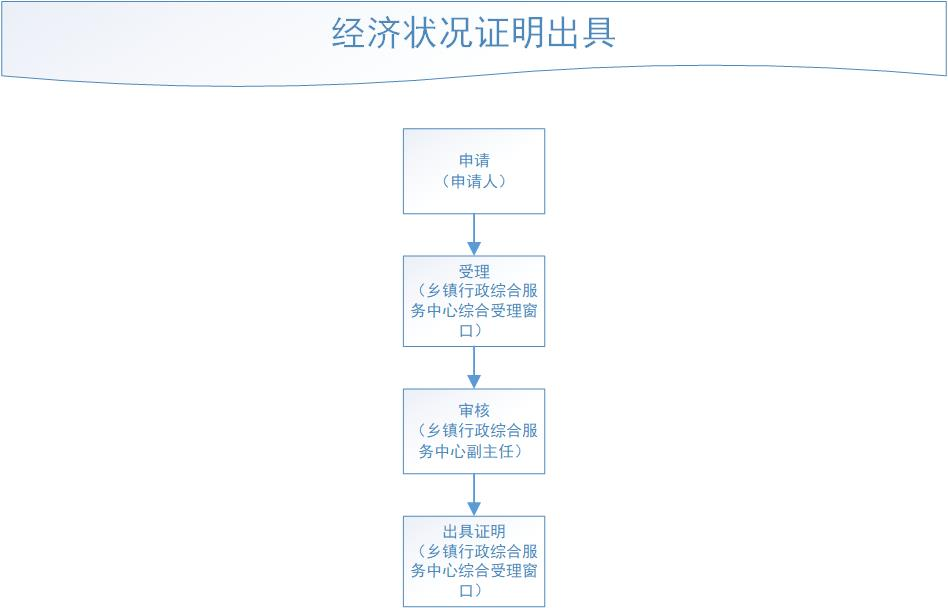 经济状况证明出具
申请
（申请人）
受理
（乡镇行政综合服
务中心综合受理窗
口）
审核
（乡镇行政综合服
务中心副主任）
出具证明
（乡镇行政综合服
务中心综合受理窗
口）